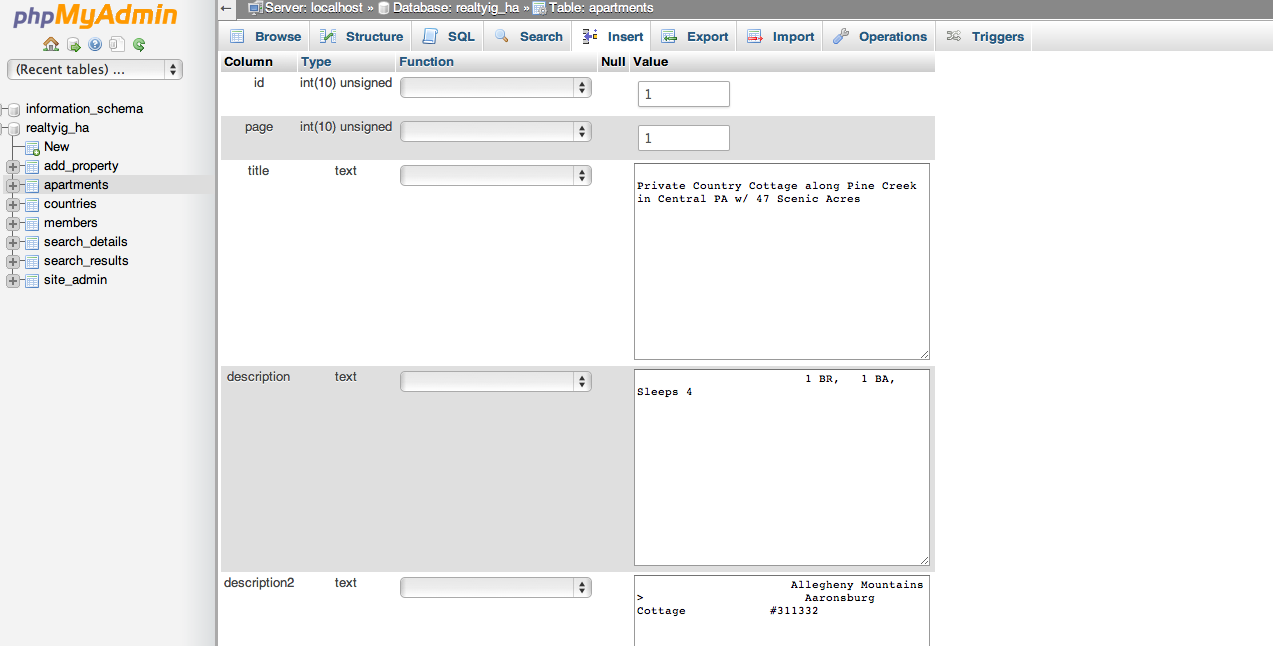 phpMyAdmin
(Recent tables) ...
information_schema
realtyig_ha
New
add_property
apartments
countries
members
search_details
search_results
site_admin
Server: localhost » Database: realtyig_ha » Table: apartments
Browse Structure SQL Search Insert Export Import Operations Triggers
Column Type Function Null Value
id int(10) unsigned 1
page int(10) unsigned 1
title text
Private Country Cottage along Pine Creek
in Central PA w/ 47 Scenic Acres
description text 1 BR, 1 BA,
Sleeps 4
description2 text Allegheny Mountains
> Aaronsburg
Cottage #311332